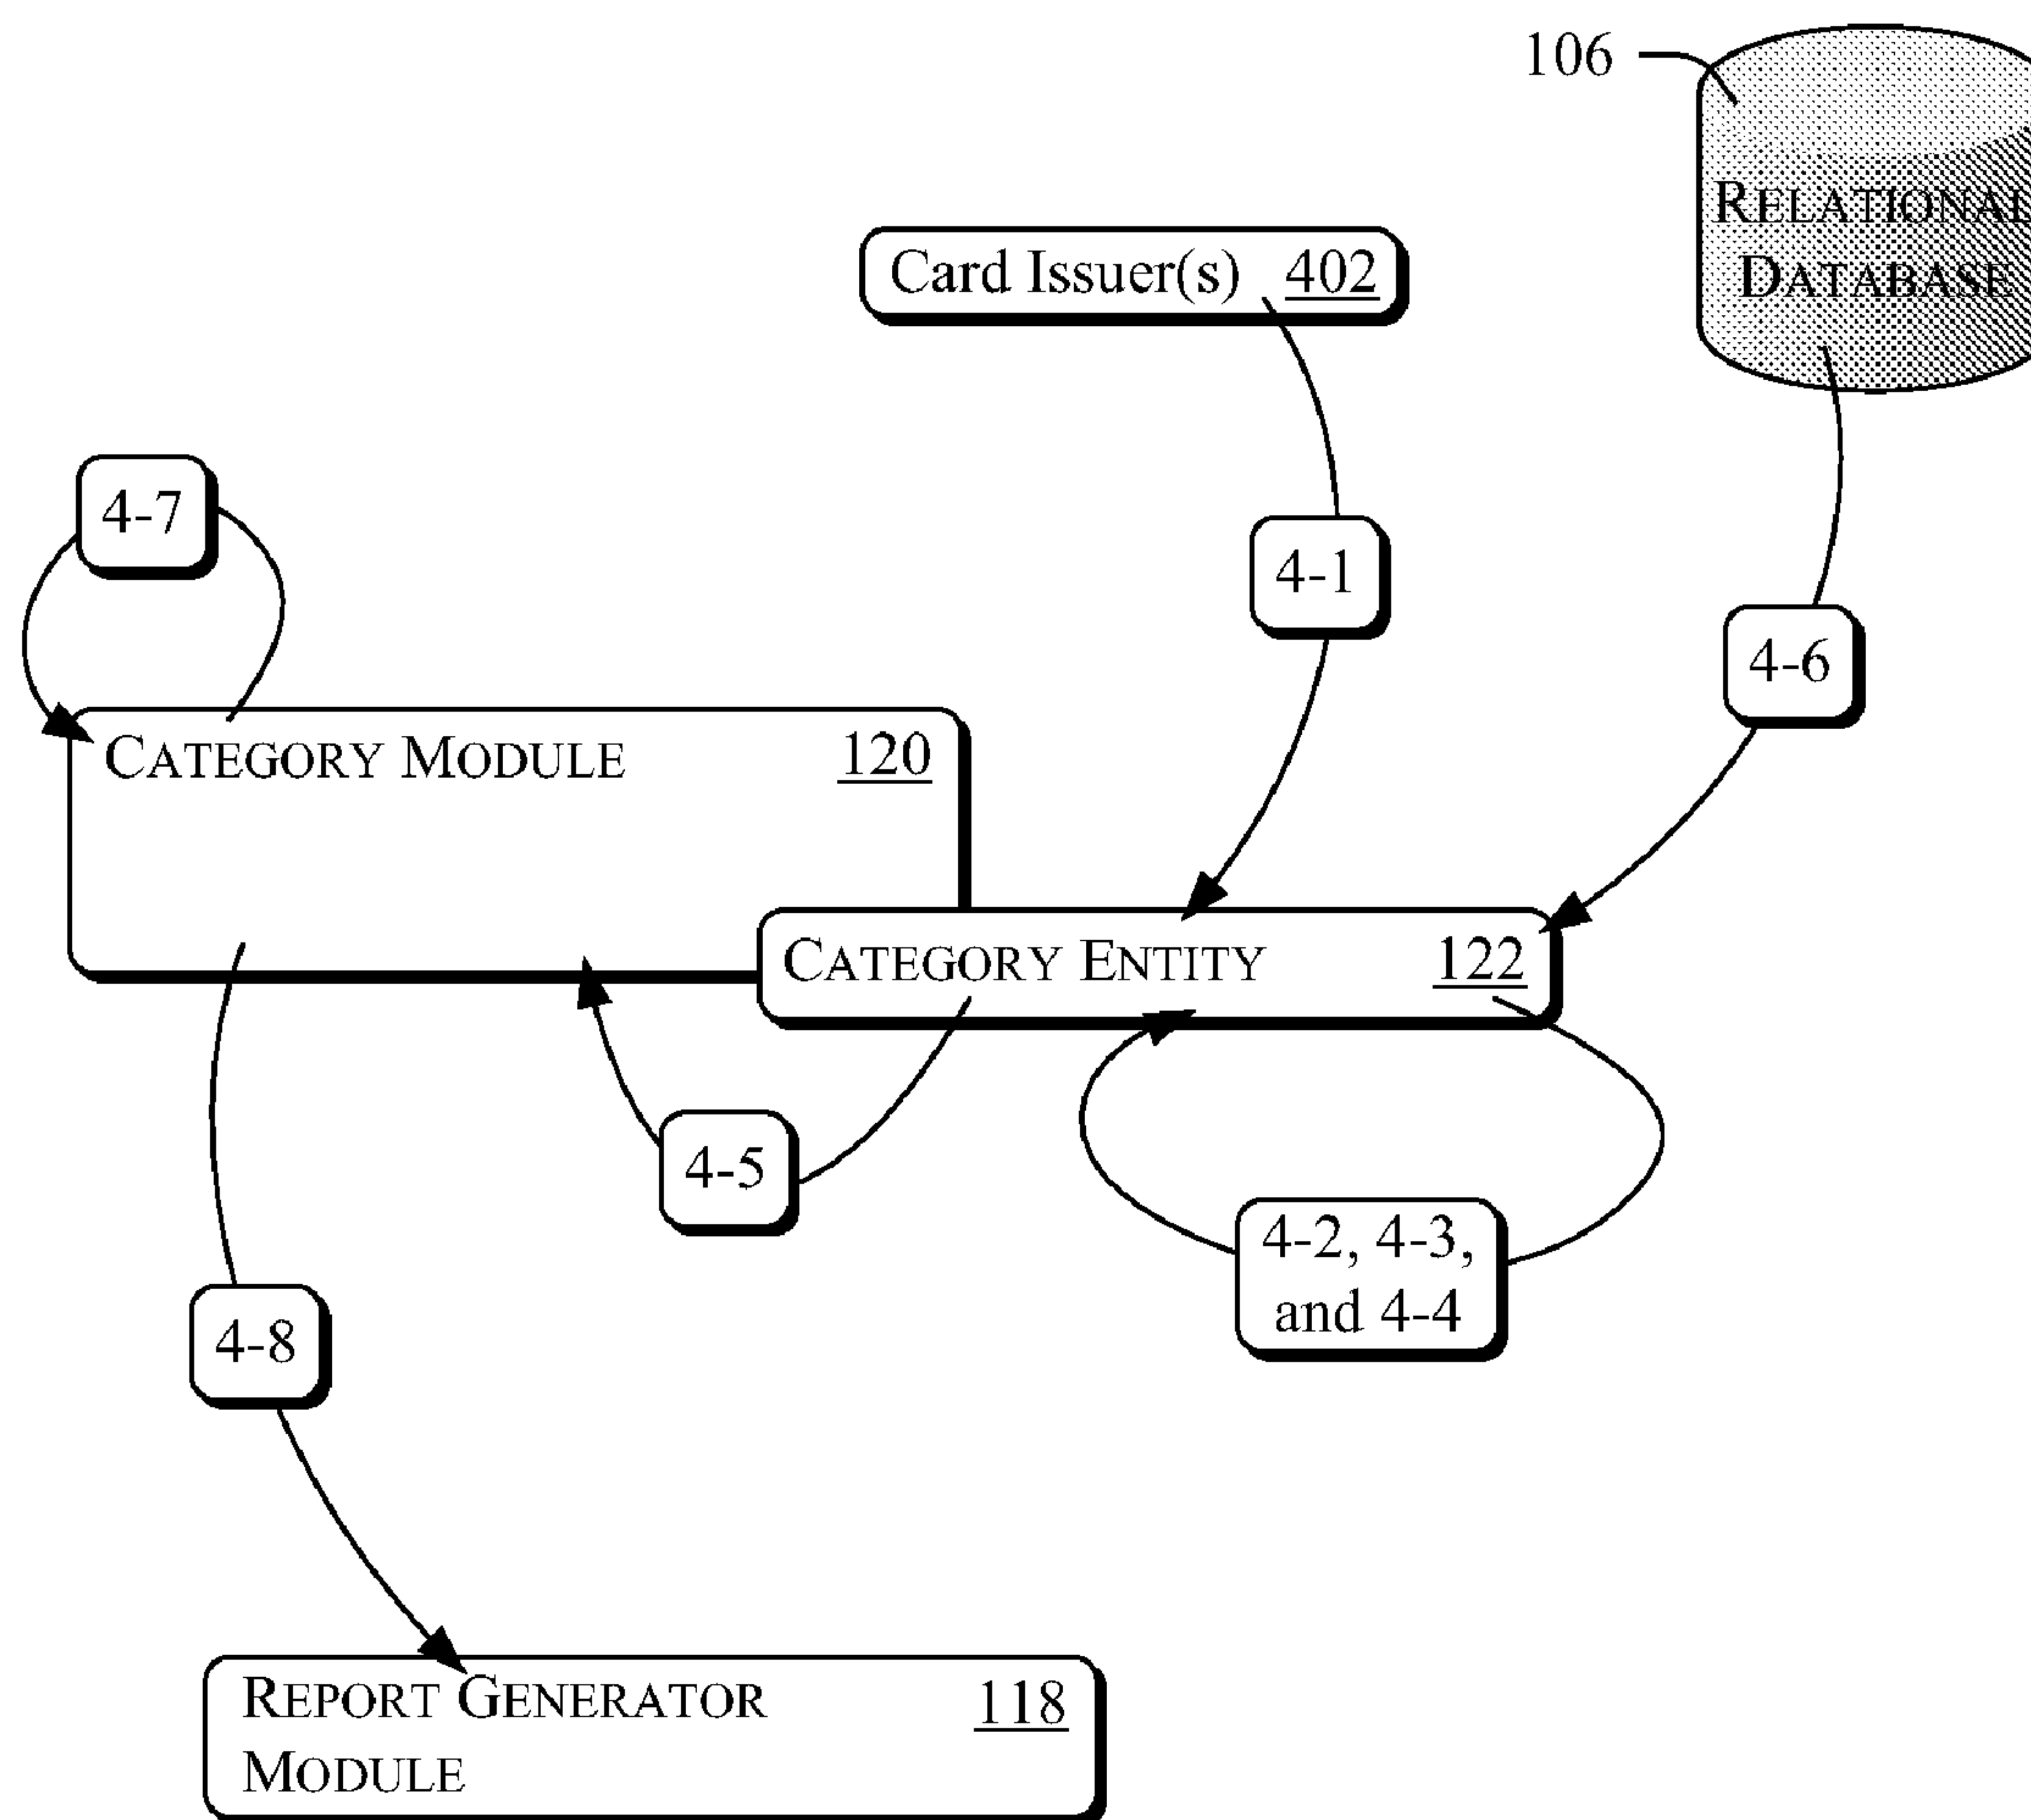 106
RELATIONAL
DATABASE
Card Issuer(s) 402
4-7
4-1
4-6
CATEGORY MODULE 120
CATEGORY ENTITY 122
4-5
4-2, 4-3,
and 4-4
4-8
REPORT GENERATOR 118
MODULE